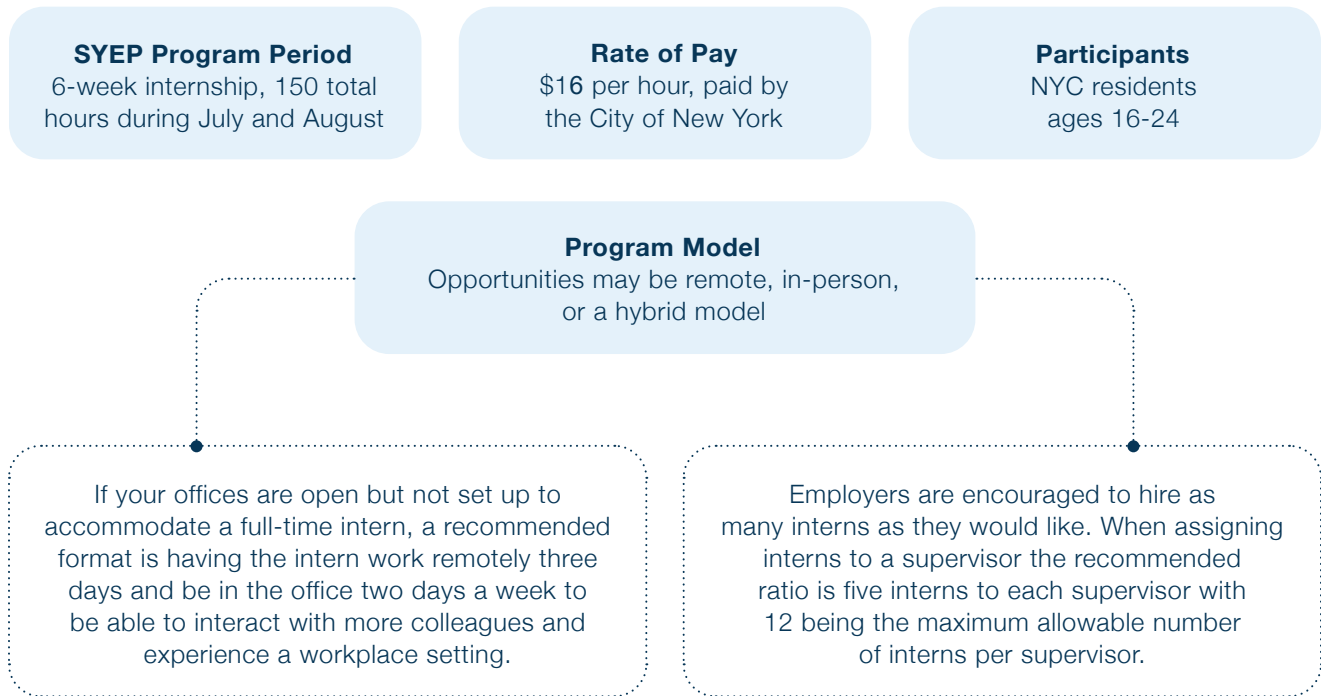 SYEP Program Period
6-week internship, 150 total
hours during July and August
Rate of Pay
$16 per hour, paid by
the City of New York
Participants
NYC residents
ages 16-24
Program Model
Opportunities may be remote, in-person,
or a hybrid model
If your offices are open but not set up to
accommodate a full-time intern, a recommended
format is having the intern work remotely three
days and be in the office two days a week to
be able to interact with more colleagues and
experience a workplace setting.
Employers are encouraged to hire as
many interns as they would like. When assigning
interns to a supervisor the recommended
ratio is five interns to each supervisor with
12 being the maximum allowable number
of interns per supervisor.